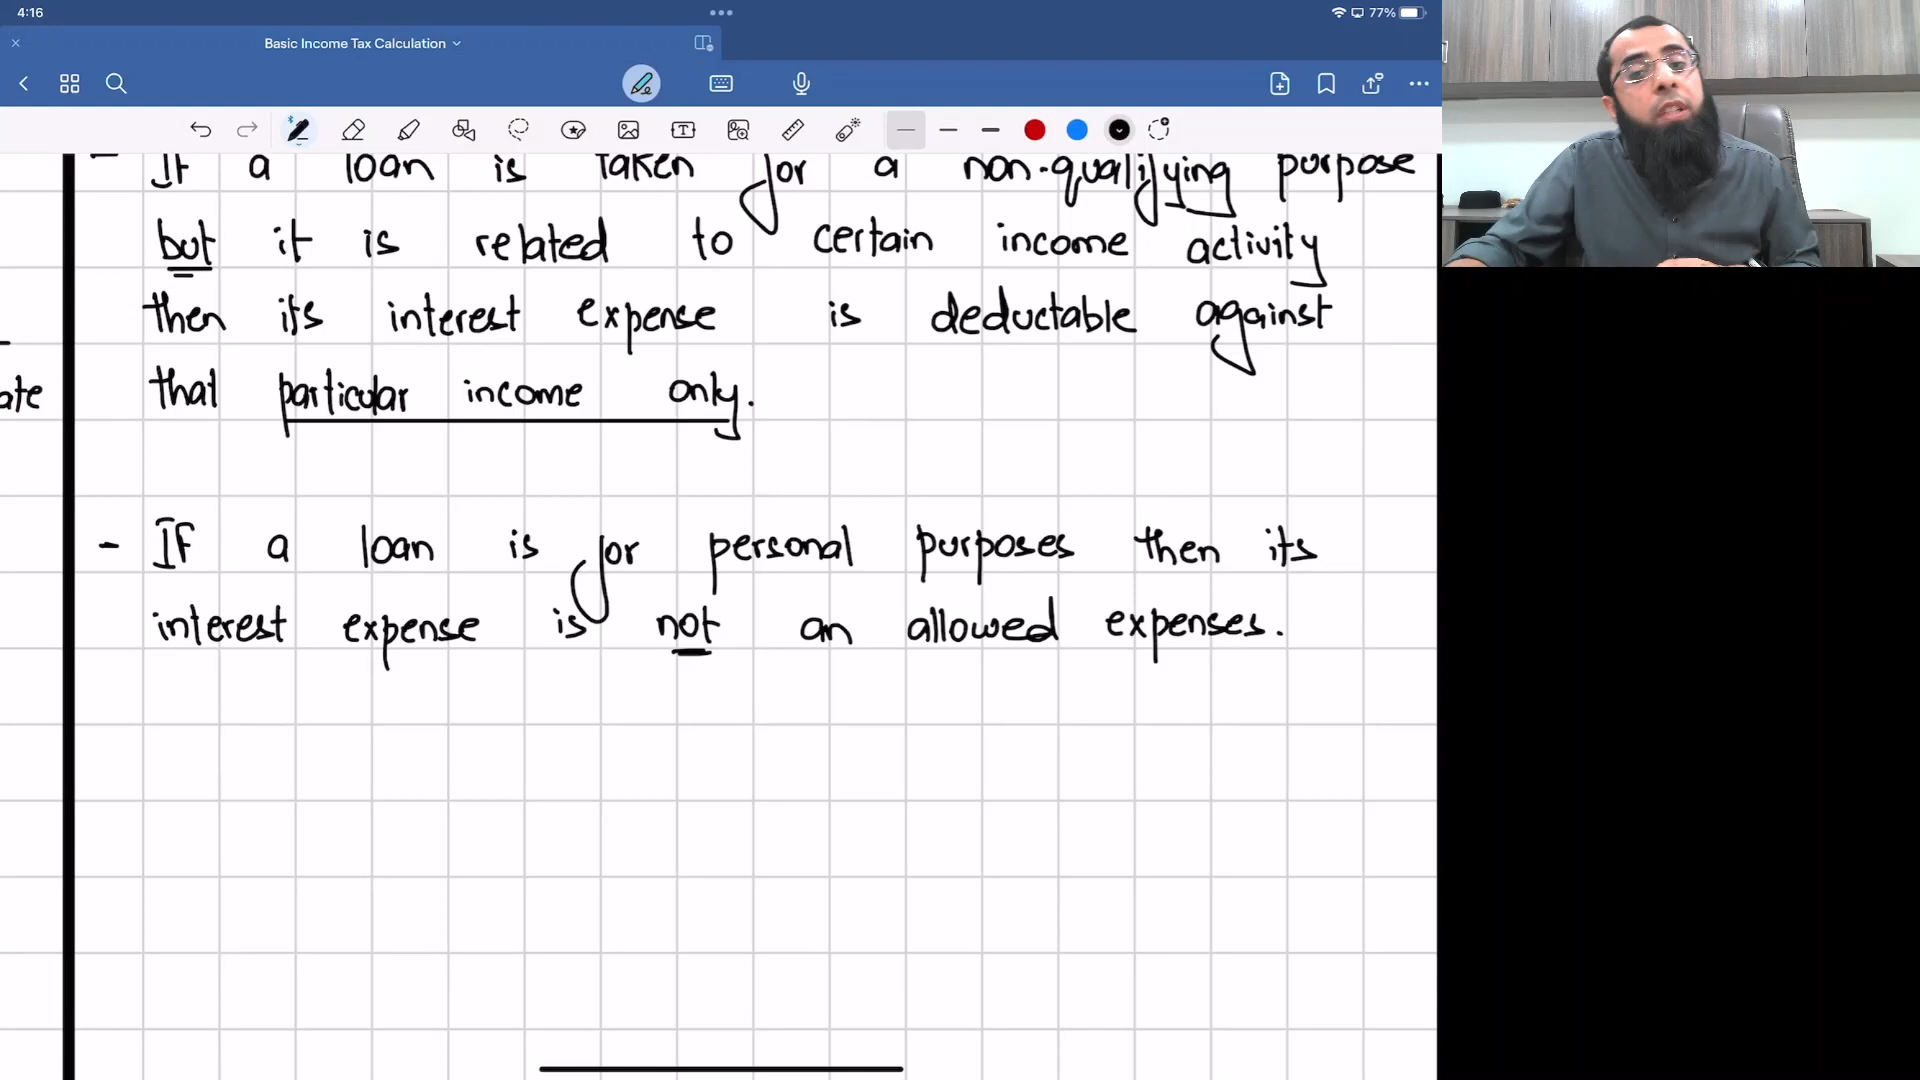 4:16
77%
Basic Income Tax Calculation
- If a loan is taken for a non-qualifying purpose
but it is related to certain income activity
then its interest expense is deductable against
ate
that particular income only.
- If a loan is for personal purposes then its
interest expense is not an allowed expenses.